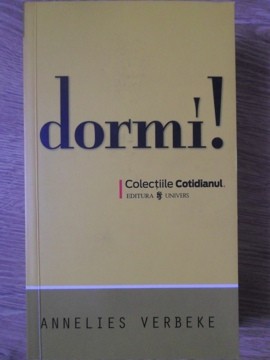 dormi!
Colecțiile Cotidianul.
EDITURA UNIVERS
ANNELIES VERBEKE